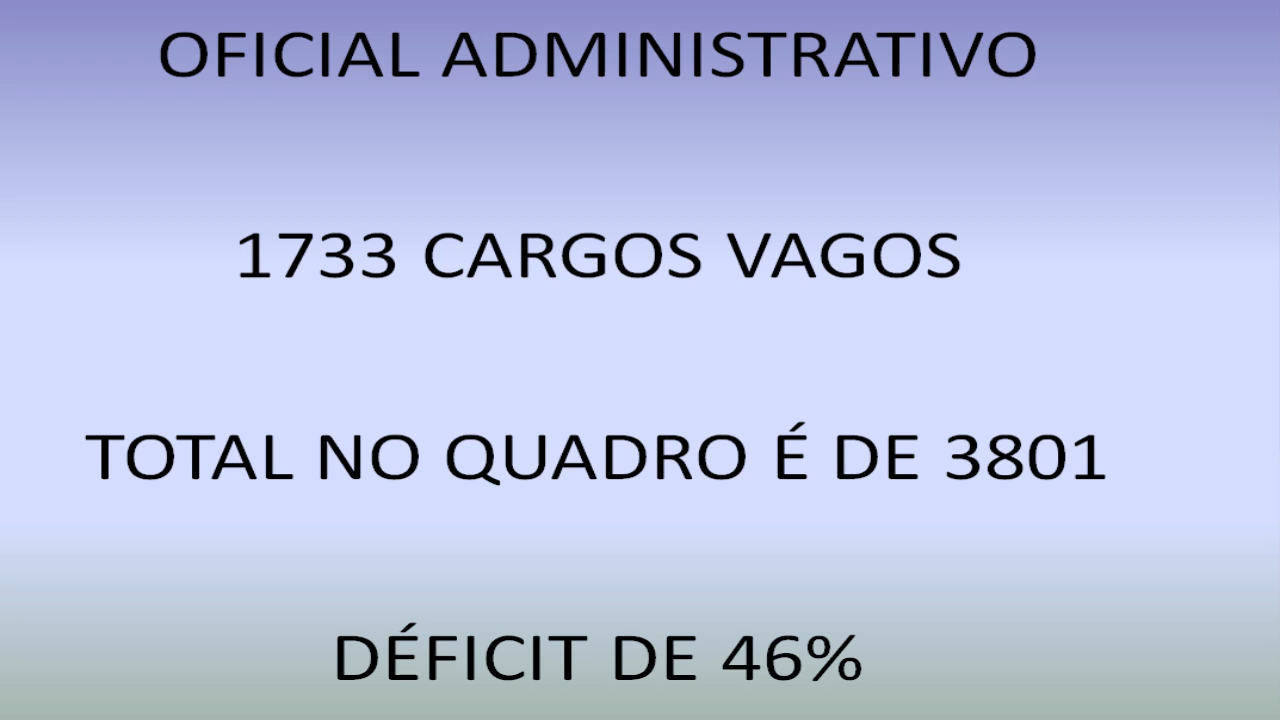 OFICIAL ADMINISTRATIVO
1733 CARGOS VAGOS
TOTAL NO QUADRO É DE 3801
DÉFICIT DE 46%